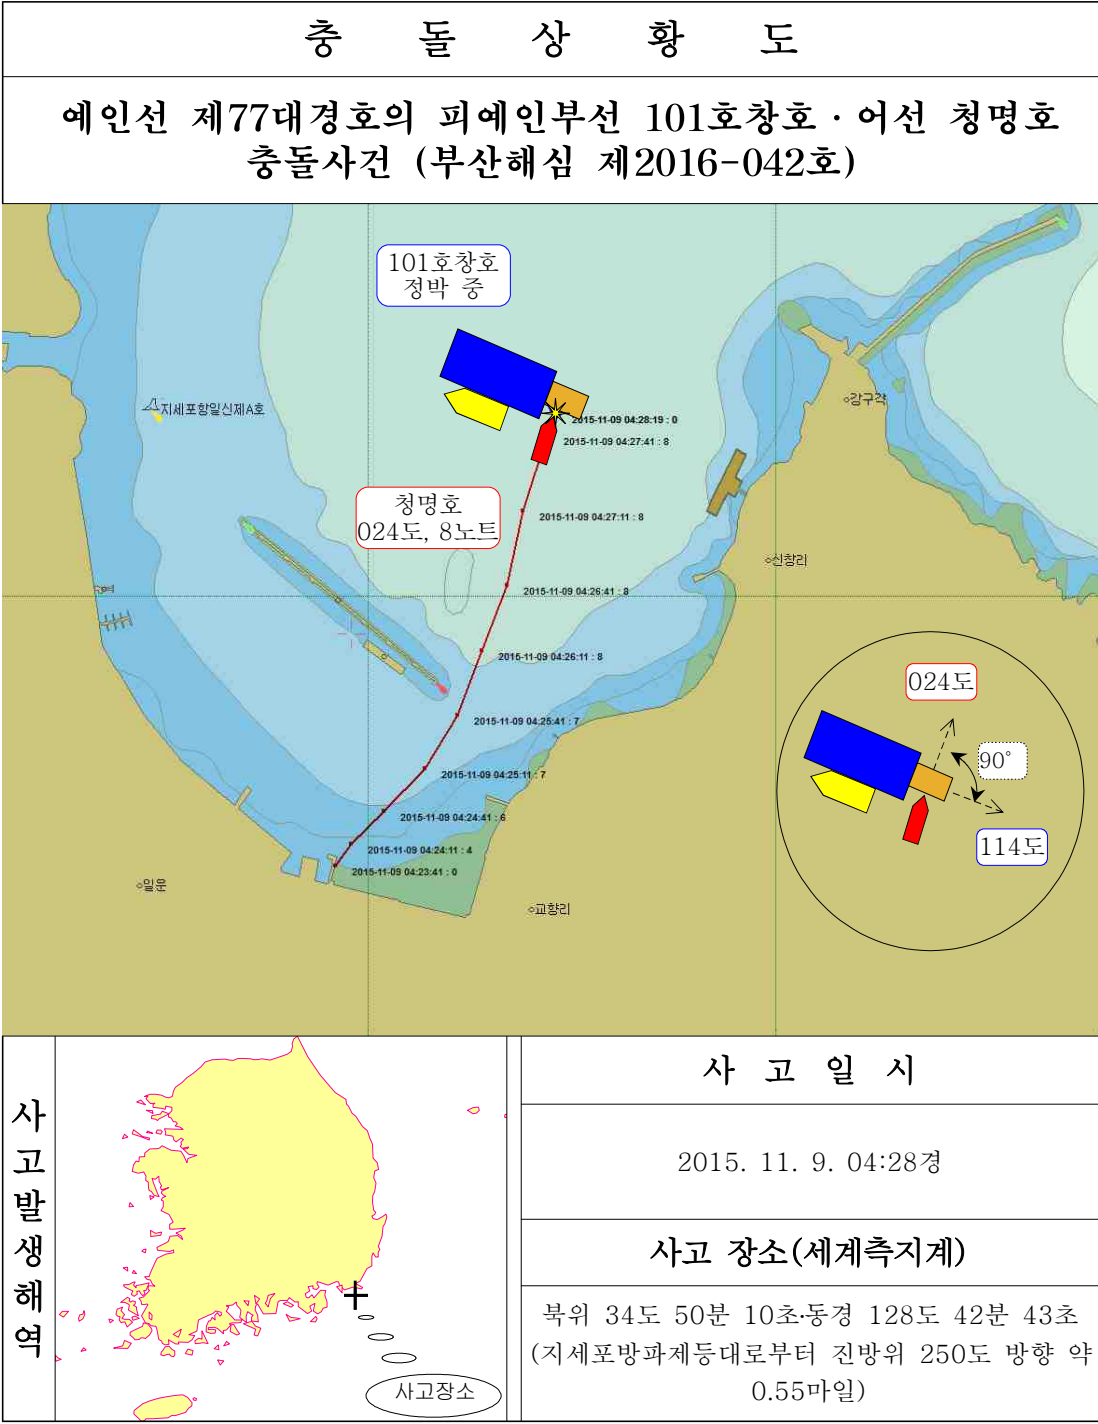 충 돌 상 황 도
예인선 제77대경호의 피예인부선 101호창호 · 어선 청명호
충돌사건 (부산해심 제2016-042호)
101호창호
정박 중
지세포항일신제A호
강구각
2015-11-09 04:28:19 : 0
2015-11-09 04:27:41 : 8
청명호
024도, 8노트
2015-11-09 04:27:11 : 8
신창리
2015-11-09 04:26:41 : 8
2015-11-09 04:26:11 : 8
024도
2015-11-09 04:25:41 : 7
90°
2015-11-09 04:25:11 : 7
2015-11-09 04:24:41 : 6
114도
2015-11-09 04:24:11 : 4
2015-11-09 04:23:41 : 0
일운
교항리
사고발생해역
사고장소
사 고 일 시
2015. 11. 9. 04:28경
사고 장소(세계측지계)
북위 34도 50분 10초·동경 128도 42분 43초
(지세포방파제등대로부터 진방위 250도 방향 약
0.55마일)